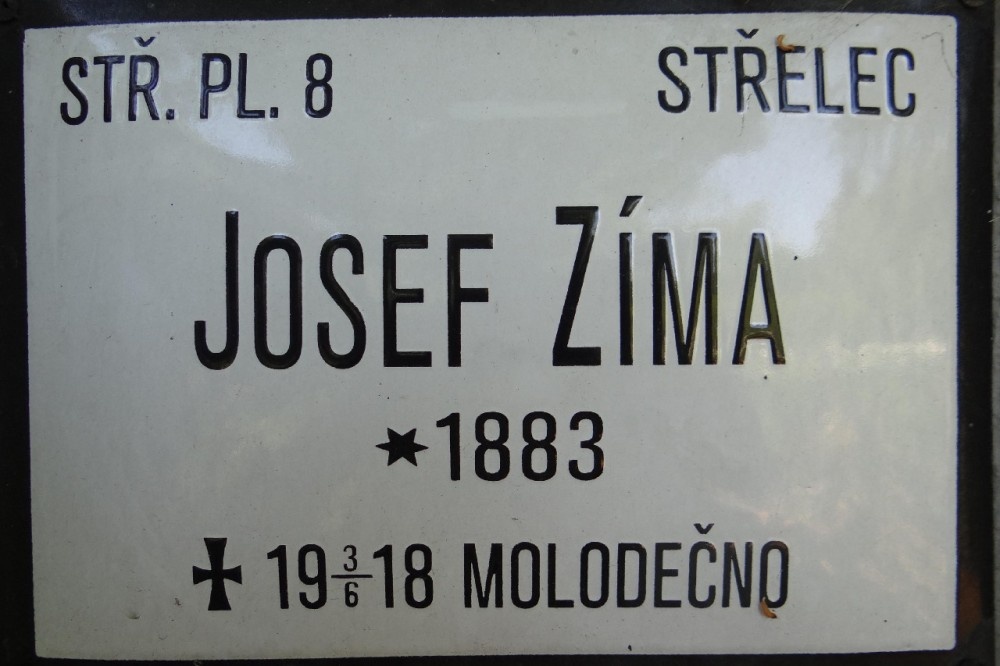 STŘ. PL. 8 STŘELEC
JOSEF ZÍMA
✶1883
✠ 19 3/6 18 MOLODEČNO